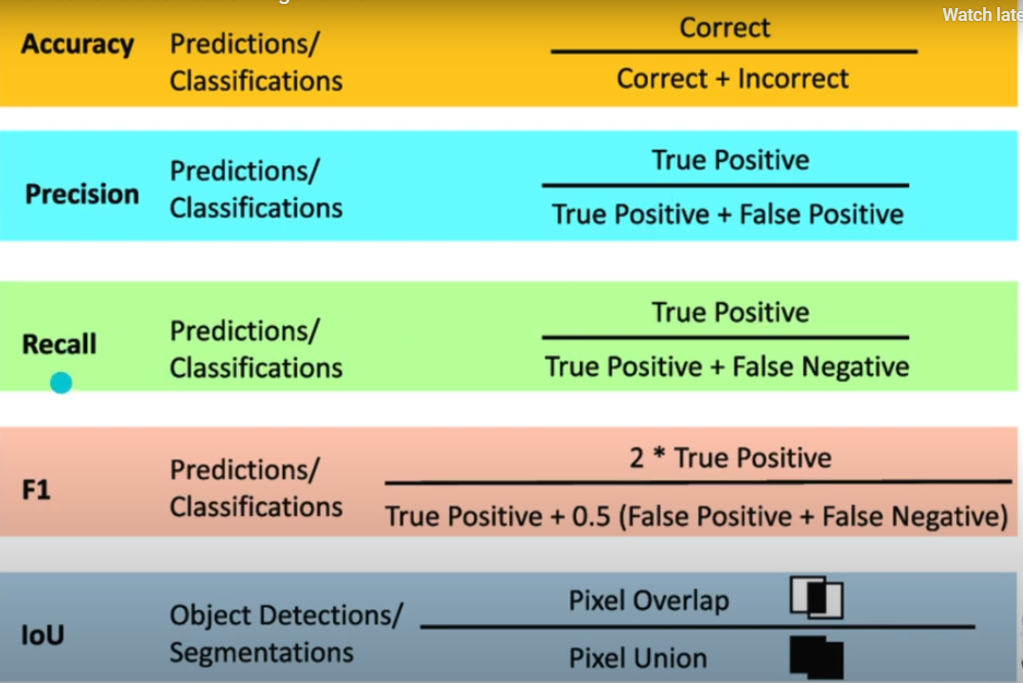 Watch late
Accuracy
Predictions/
Classifications
Correct
Correct + Incorrect
Precision
Predictions/
Classifications
True Positive
True Positive + False Positive
Recall
Predictions/
Classifications
True Positive
True Positive + False Negative
F1
Predictions/
Classifications
2 * True Positive
True Positive + 0.5 (False Positive + False Negative)
IoU
Object Detections/
Segmentations
Pixel Overlap
Pixel Union